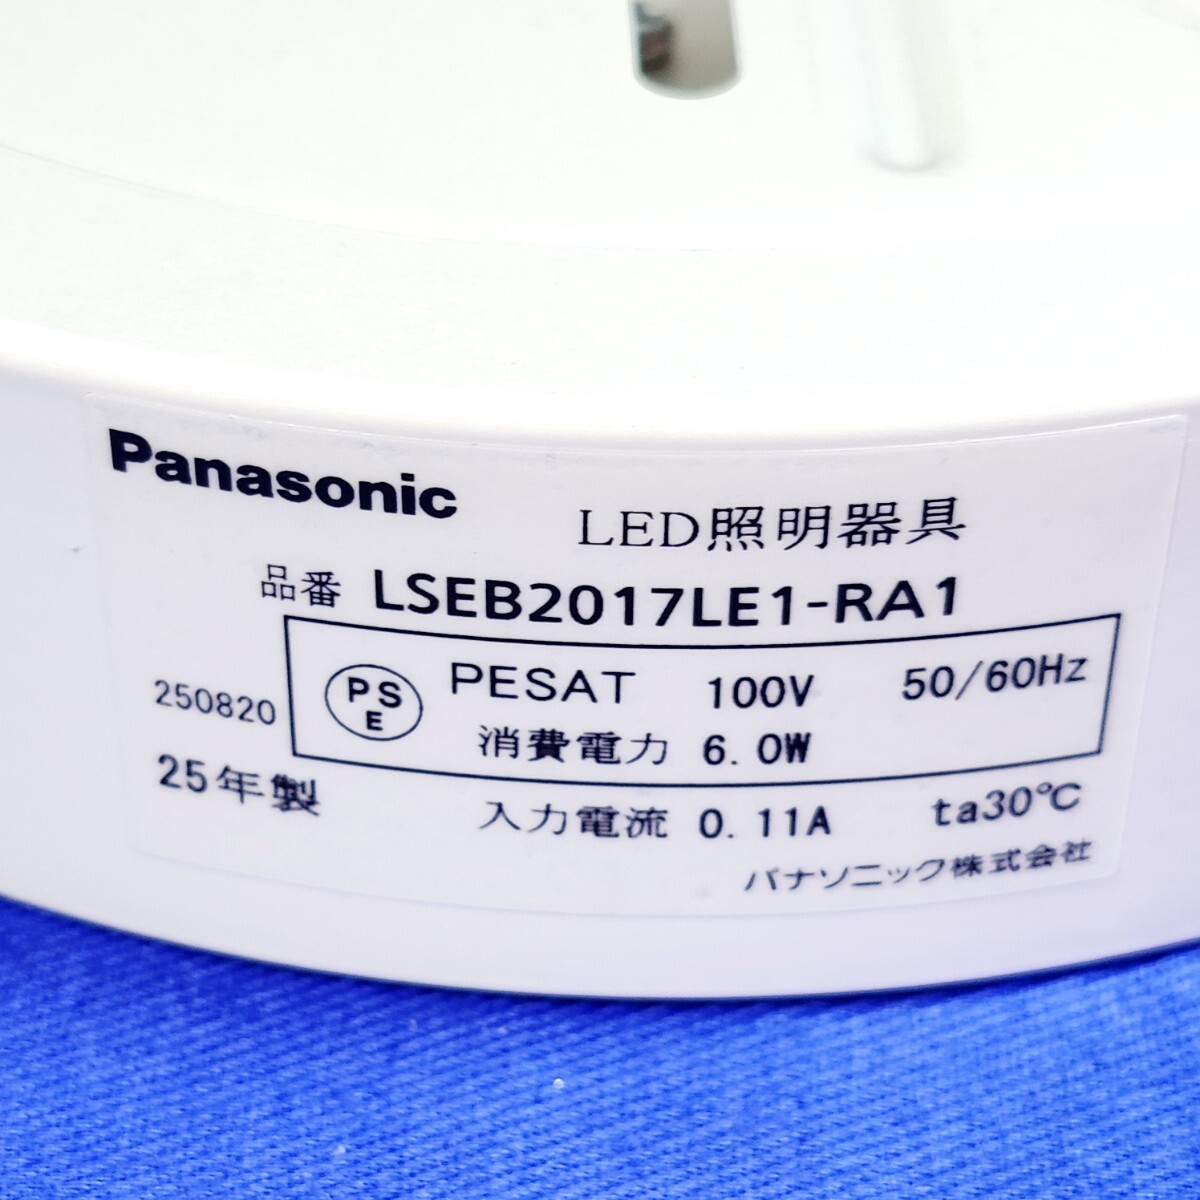 Panasonic
LED照明器具
品番 LSEB2017LE1-RA1
PS
E
PESAT 100V 50/60Hz
250820
消費電力 6.0W
25年製
入力電流 0.11A ta30℃
パナソニック株式会社